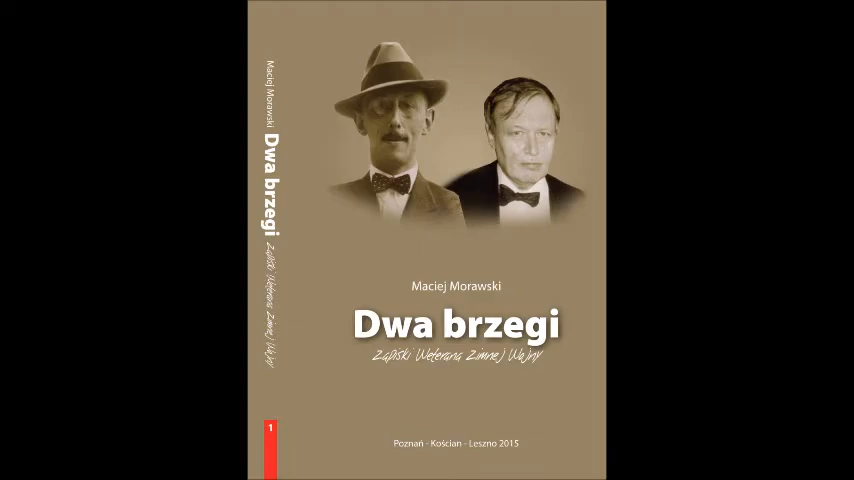 Maciej Morawski
Dwa brzegi
Zapiski Weterana Zimnej Wojny
1
Maciej Morawski
Dwa brzegi
Zapiski Weterana Zimnej Wojny
Poznań - Kościan - Leszno 2015